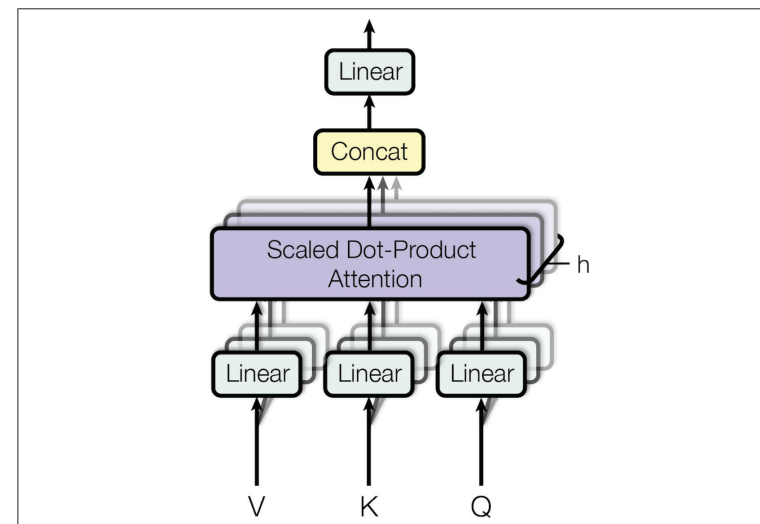 Linear
Concat
Scaled Dot-Product
Attention
h
Linear
Linear
Linear
V
K
Q